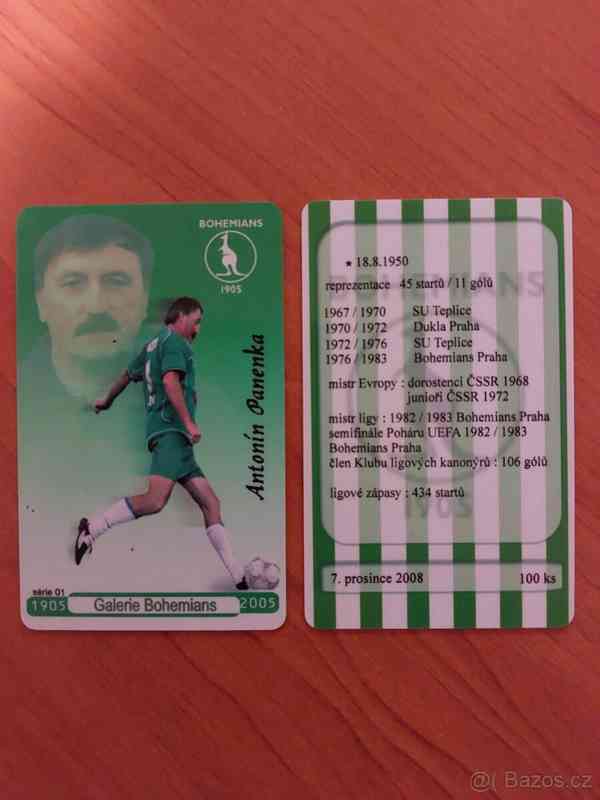 BOHEMIANS
1905
Antonín Panenka
série 01
1905 Galerie Bohemians 2005
BOHEMIANS
1905
★ 18.8.1950
reprezentace 45 startů / 11 gólů
1967 / 1970 SU Teplice
1970 / 1972 Dukla Praha
1972 / 1976 SU Teplice
1976 / 1983 Bohemians Praha
mistr Evropy : dorostenci ČSSR 1968
junioři ČSSR 1972
mistr ligy : 1982 / 1983 Bohemians Praha
semifinále Poháru UEFA 1982 / 1983
Bohemians Praha
člen Klubu ligových kanonýrů : 106 gólů
ligové zápasy : 434 startů
7. prosince 2008 100 ks
@( Bazos.cz